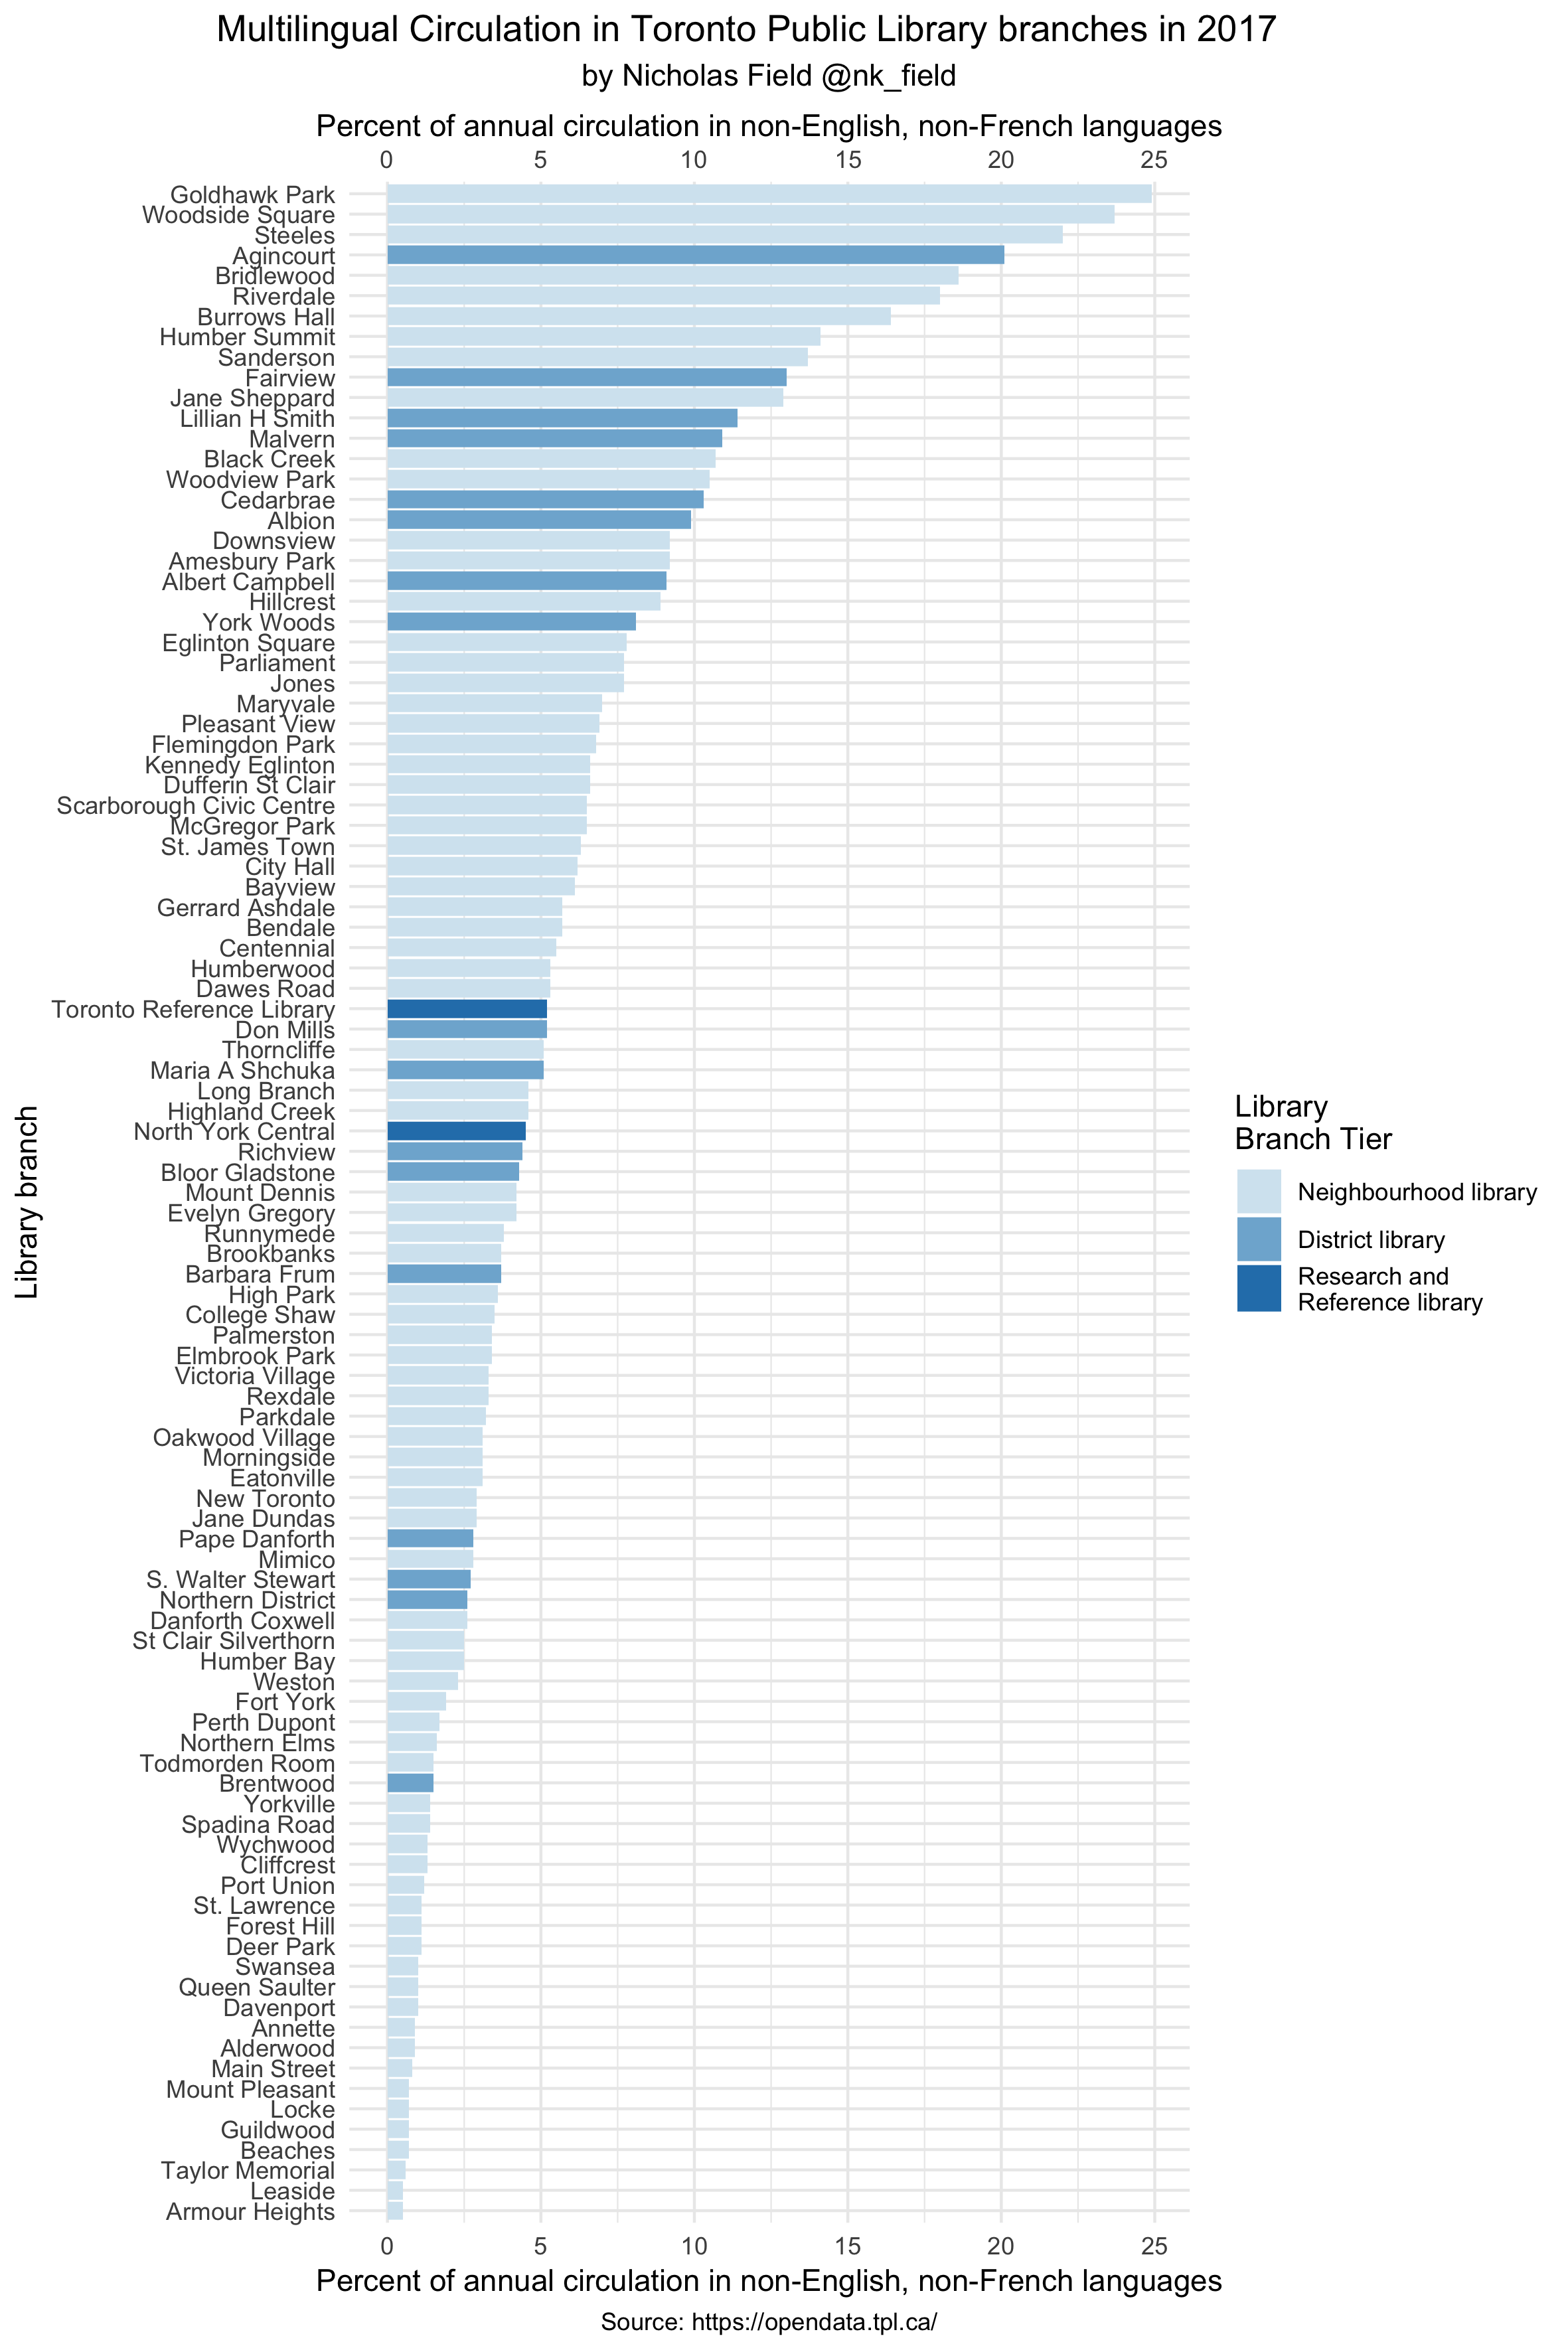 Multilingual Circulation in Toronto Public Library branches in 2017
by Nicholas Field @nk_field
Percent of annual circulation in non-English, non-French languages
0 5 10 15 20 25
Goldhawk Park
Woodside Square
Steeles
Agincourt
Bridlewood
Riverdale
Burrows Hall
Humber Summit
Sanderson
Fairview
Jane Sheppard
Lillian H Smith
Malvern
Black Creek
Woodview Park
Cedarbrae
Albion
Downsview
Amesbury Park
Albert Campbell
Hillcrest
York Woods
Eglinton Square
Parliament
Jones
Maryvale
Pleasant View
Flemingdon Park
Kennedy Eglinton
Dufferin St Clair
Scarborough Civic Centre
McGregor Park
St. James Town
City Hall
Bayview
Gerrard Ashdale
Bendale
Centennial
Humberwood
Dawes Road
Toronto Reference Library
Don Mills
Thorncliffe
Maria A Shchuka
Long Branch
Highland Creek
North York Central
Richview
Bloor Gladstone
Mount Dennis
Evelyn Gregory
Runnymede
Brookbanks
Barbara Frum
High Park
College Shaw
Palmerston
Elmbrook Park
Victoria Village
Rexdale
Parkdale
Oakwood Village
Morningside
Eatonville
New Toronto
Jane Dundas
Pape Danforth
Mimico
S. Walter Stewart
Northern District
Danforth Coxwell
St Clair Silverthorn
Humber Bay
Weston
Fort York
Perth Dupont
Northern Elms
Todmorden Room
Brentwood
Yorkville
Spadina Road
Wychwood
Cliffcrest
Port Union
St. Lawrence
Forest Hill
Deer Park
Swansea
Queen Saulter
Davenport
Annette
Alderwood
Main Street
Mount Pleasant
Locke
Guildwood
Beaches
Taylor Memorial
Leaside
Armour Heights
Library branch
0 5 10 15 20 25
Percent of annual circulation in non-English, non-French languages
Source: https://opendata.tpl.ca/
Library
Branch Tier
Neighbourhood library
District library
Research and
Reference library